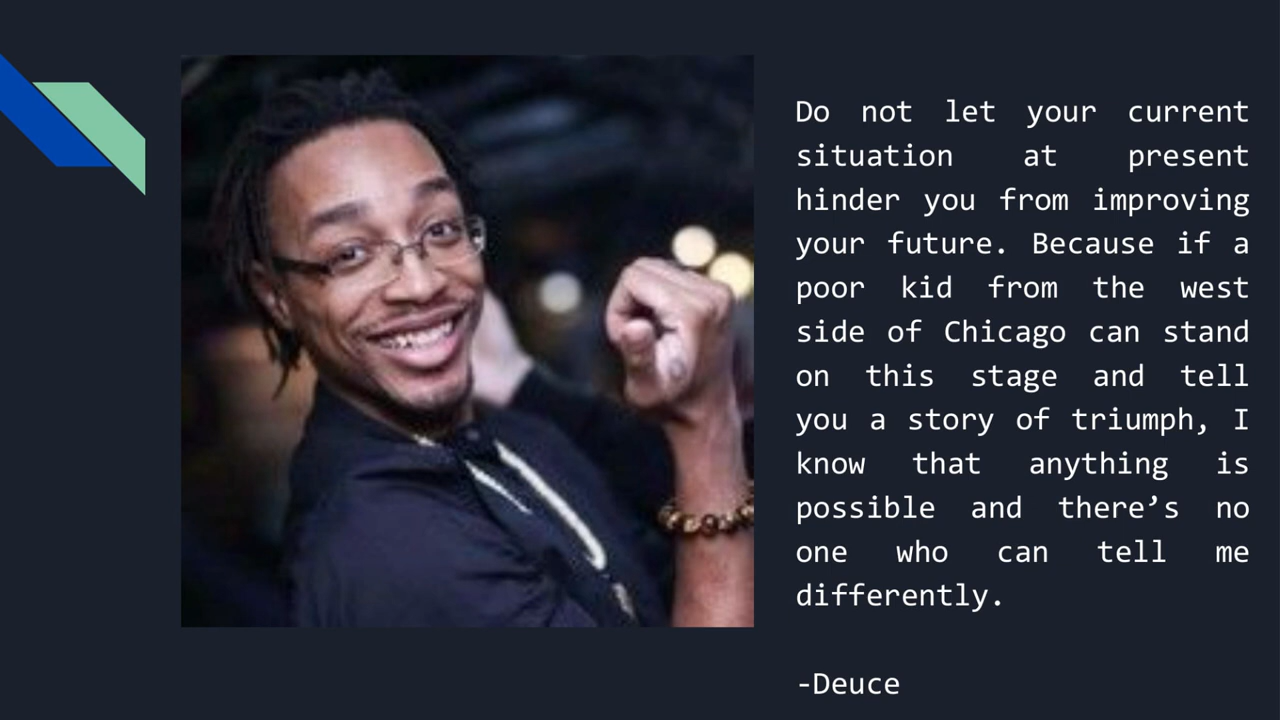 Do not let your current
situation at present
hinder you from improving
your future. Because if a
poor kid from the west
side of Chicago can stand
on this stage and tell
you a story of triumph, I
know that anything is
possible and there’s no
one who can tell me
differently.
-Deuce